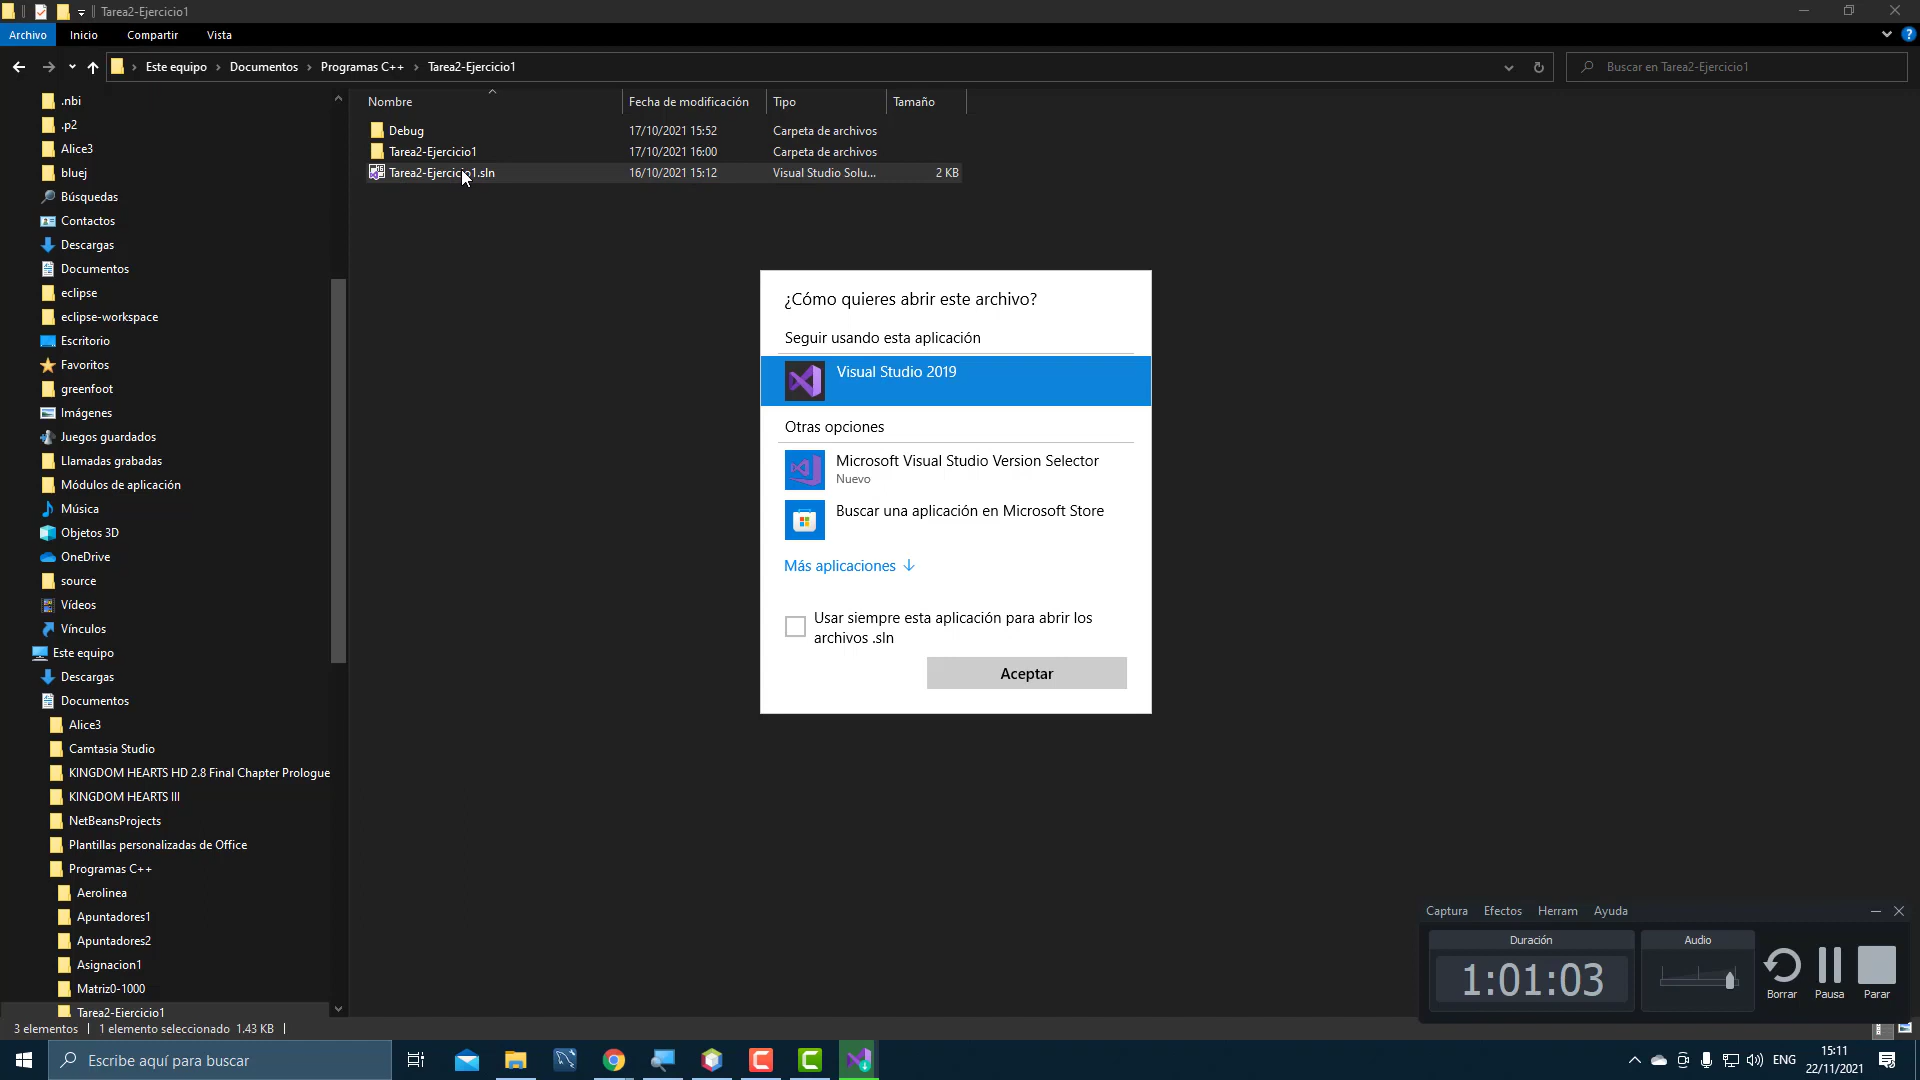 Tarea2-Ejercicio1
Archivo
Inicio
Compartir
Vista
Este equipo
Documentos
Programas C++
Tarea2-Ejercicio1
Buscar en Tarea2-Ejercicio1
Nombre
Fecha de modificación
Tipo
Tamaño
Debug
17/10/2021 15:52
Carpeta de archivos
Tarea2-Ejercicio1
17/10/2021 16:00
Carpeta de archivos
Tarea2-Ejercicio1.sln
16/10/2021 15:12
Visual Studio Solu...
2 KB
.nbi
.p2
Alice3
bluej
Búsquedas
Contactos
Descargas
Documentos
eclipse
eclipse-workspace
Escritorio
Favoritos
greenfoot
Imágenes
Juegos guardados
Llamadas grabadas
Módulos de aplicación
Música
Objetos 3D
OneDrive
source
Vídeos
Vínculos
Este equipo
Descargas
Documentos
Alice3
Camtasia Studio
KINGDOM HEARTS HD 2.8 Final Chapter Prologue
KINGDOM HEARTS III
NetBeansProjects
Plantillas personalizadas de Office
Programas C++
Aerolinea
Apuntadores1
Apuntadores2
Asignacion1
Matriz0-1000
Tarea2-Ejercicio1
¿Cómo quieres abrir este archivo?
Seguir usando esta aplicación
Visual Studio 2019
Otras opciones
Microsoft Visual Studio Version Selector
Nuevo
Buscar una aplicación en Microsoft Store
Más aplicaciones
Usar siempre esta aplicación para abrir los
archivos .sln
Aceptar
Captura
Efectos
Herram
Ayuda
Duración
1:01:03
Audio
Borrar
Pausa
Parar
3 elementos
1 elemento seleccionado 1.43 KB
Escribe aquí para buscar
ENG
15:11
22/11/2021